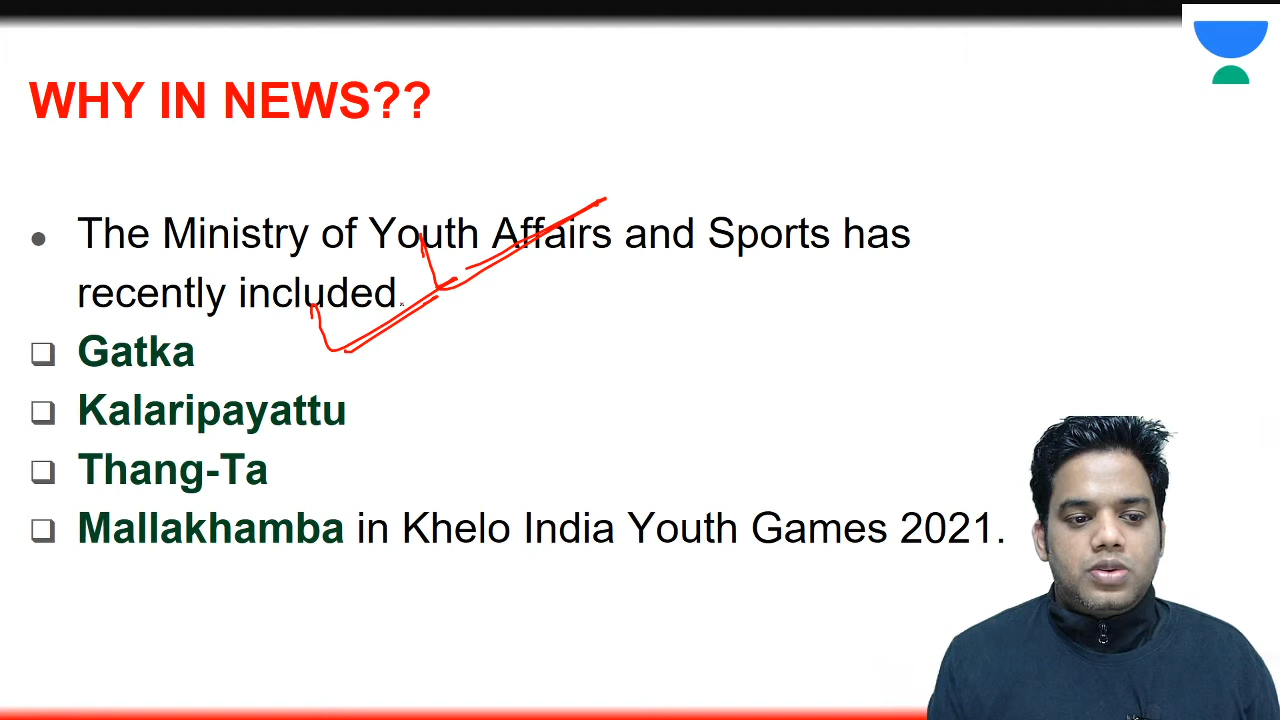 WHY IN NEWS??
● The Ministry of Youth Affairs and Sports has
recently included.
❑ Gatka
❑ Kalaripayattu
❑ Thang-Ta
❑ Mallakhamba in Khelo India Youth Games 2021.